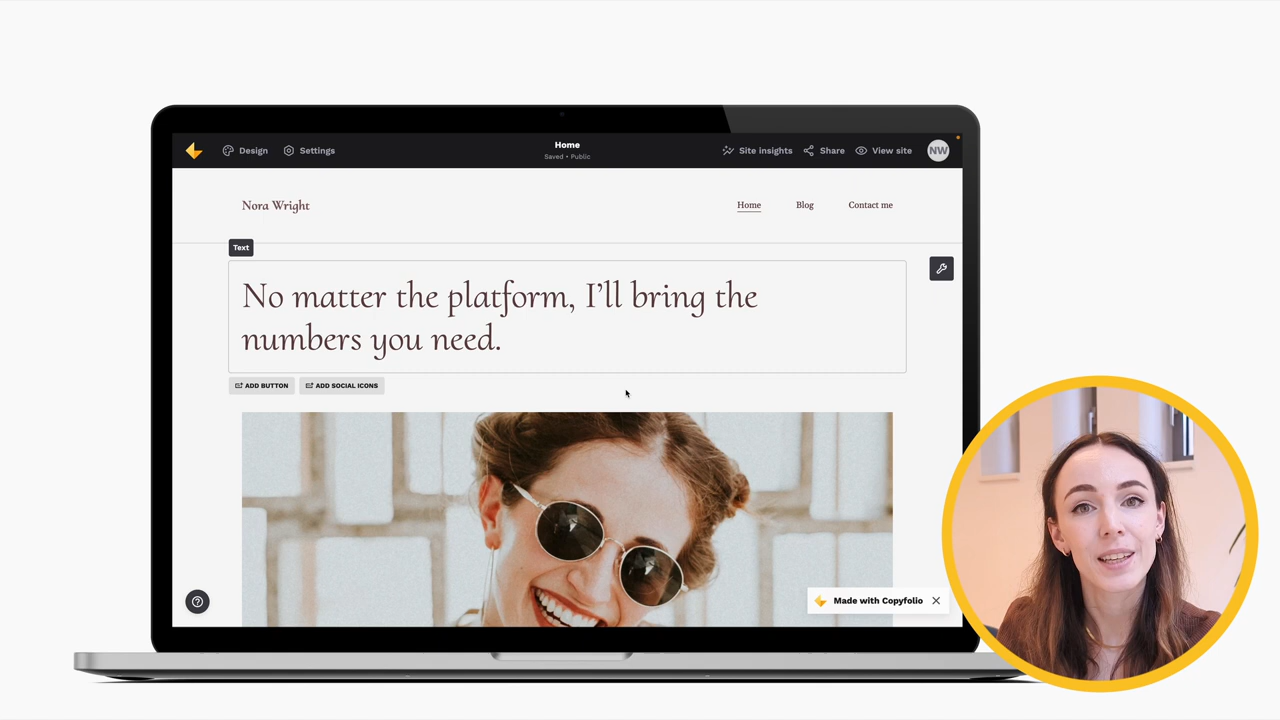 Design
Settings
Home
Saved • Public
Site insights
Share
View site
NW
Nora Wright
Home
Blog
Contact me
Text
No matter the platform, I’ll bring the
numbers you need.
ADD BUTTON
ADD SOCIAL ICONS
Made with Copyfolio